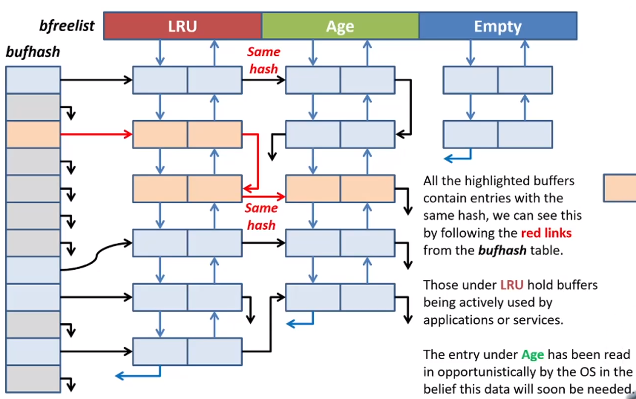 bfreelist
LRU
Age
Empty
bufhash
Same
hash
Same
hash
All the highlighted buffers
contain entries with the
same hash, we can see this
by following the red links
from the bufhash table.
Those under LRU hold buffers
being actively used by
applications or services.
The entry under Age has been read
in opportunistically by the OS in the
belief this data will soon be needed.